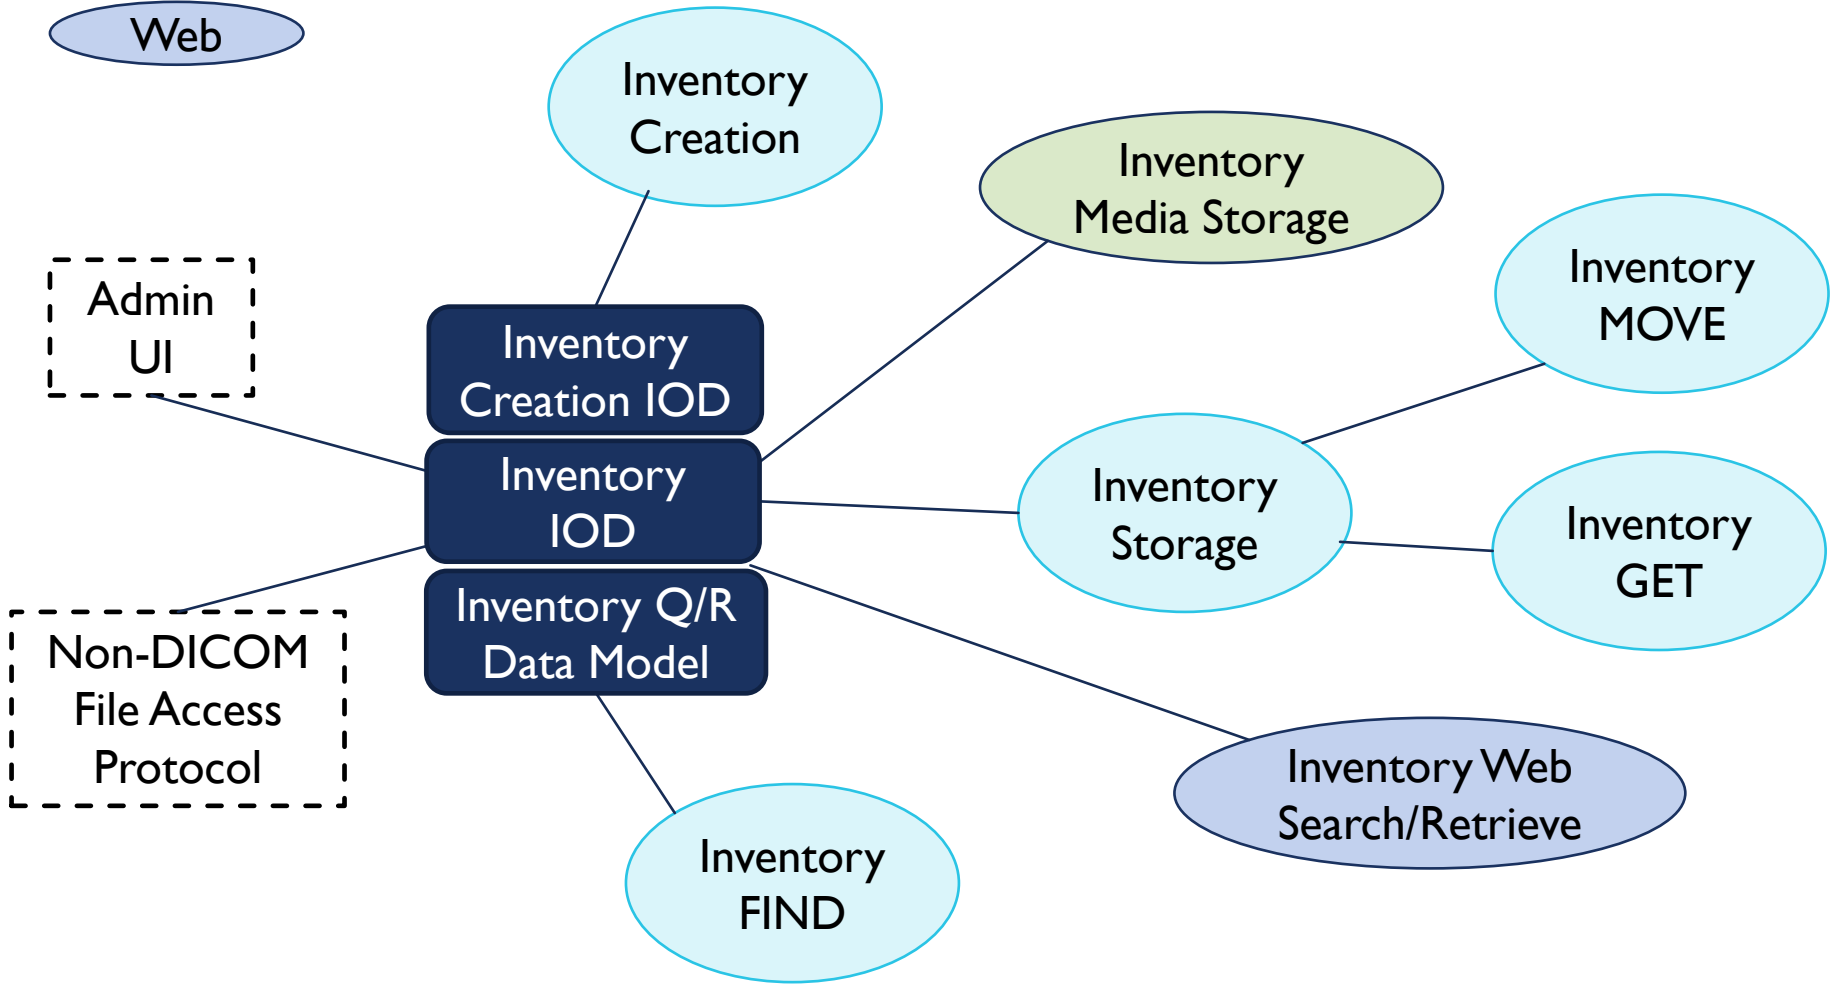 Web
Inventory
Creation
Inventory
Media Storage
Inventory
MOVE
Admin
UI
Inventory
Creation IOD
Inventory
IOD
Inventory Q/R
Data Model
Inventory
Storage
Inventory
GET
Non-DICOM
File Access
Protocol
Inventory Web
Search/Retrieve
Inventory
FIND